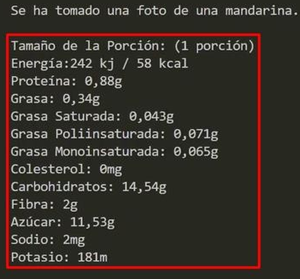 Se ha tomado una foto de una mandarina.
Tamaño de la Porción: (1 porción)
Energía:242 kj / 58 kcal
Proteína: 0,88g
Grasa: 0,34g
Grasa Saturada: 0,043g
Grasa Poliinsaturada: 0,071g
Grasa Monoinsaturada: 0,065g
Colesterol: 0mg
Carbohidratos: 14,54g
Fibra: 2g
Azúcar: 11,53g
Sodio: 2mg
Potasio: 181m